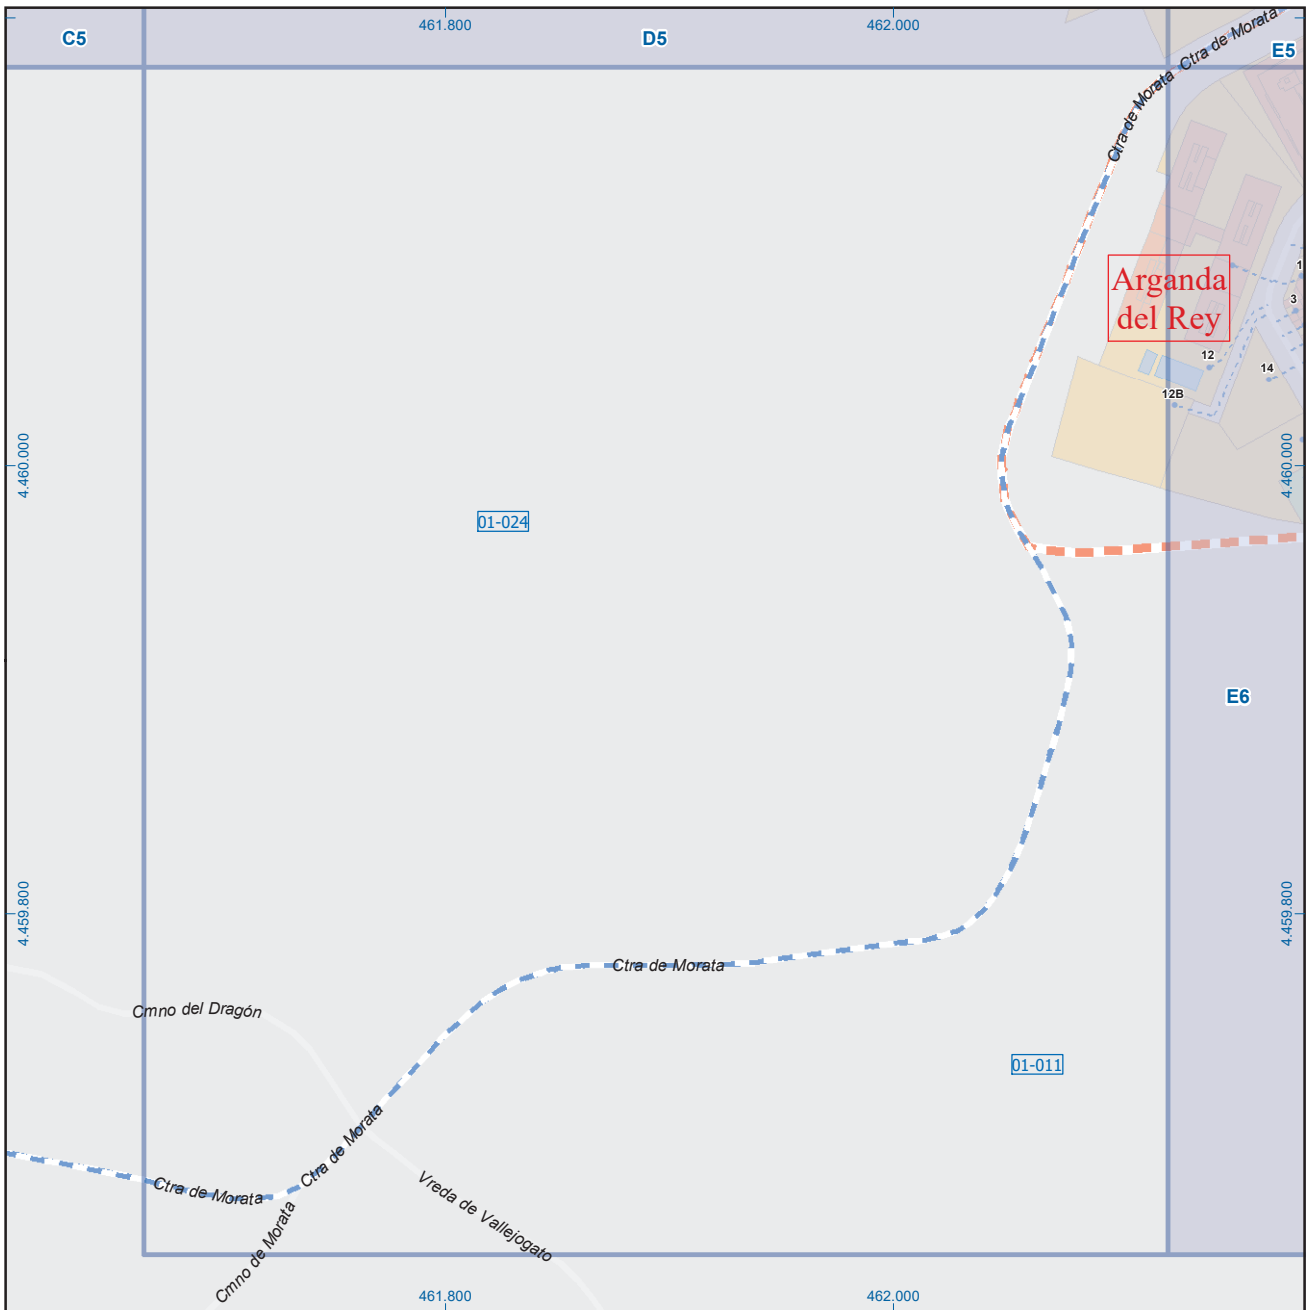 461.800
462.000
C5
D5
E5
Ctra de Morata
Ctra de Morata
Arganda
del Rey
1
3
12
14
12B
4.460.000
4.460.000
01-024
E6
4.459.800
4.459.800
Ctra de Morata
Cmno del Dragón
01-011
Ctra de Morata
Ctra de Morata
Vreda de Vallejogato
Cmno de Morata
461.800
462.000